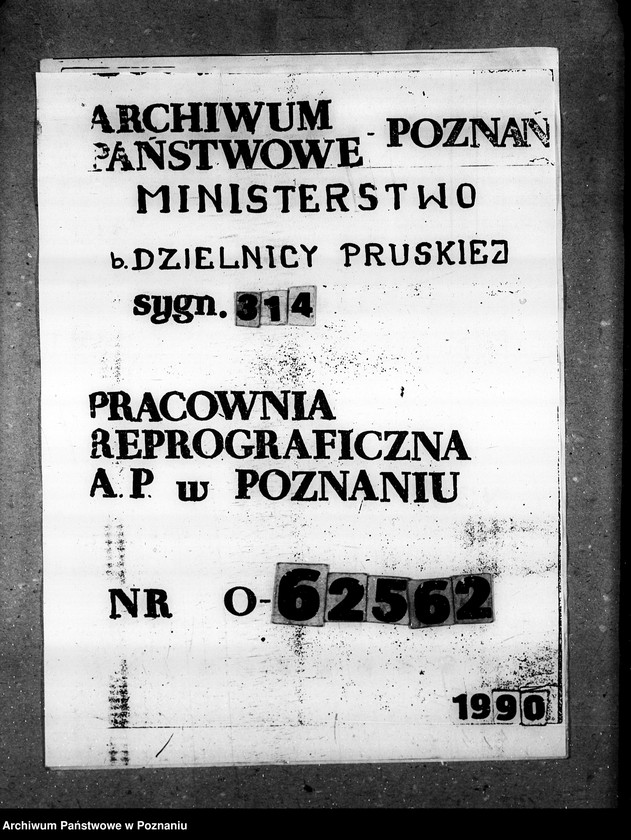 ARCHIWUM
PAŃSTWOWE - POZNAŃ
MINISTERSTWO
b. DZIELNICY PRUSKIEJ
sygn. 314
PRACOWNIA
REPROGRAFICZNA
A. P. w POZNANIU
NR O-62562
1990
Archiwum Państwowe w Poznaniu